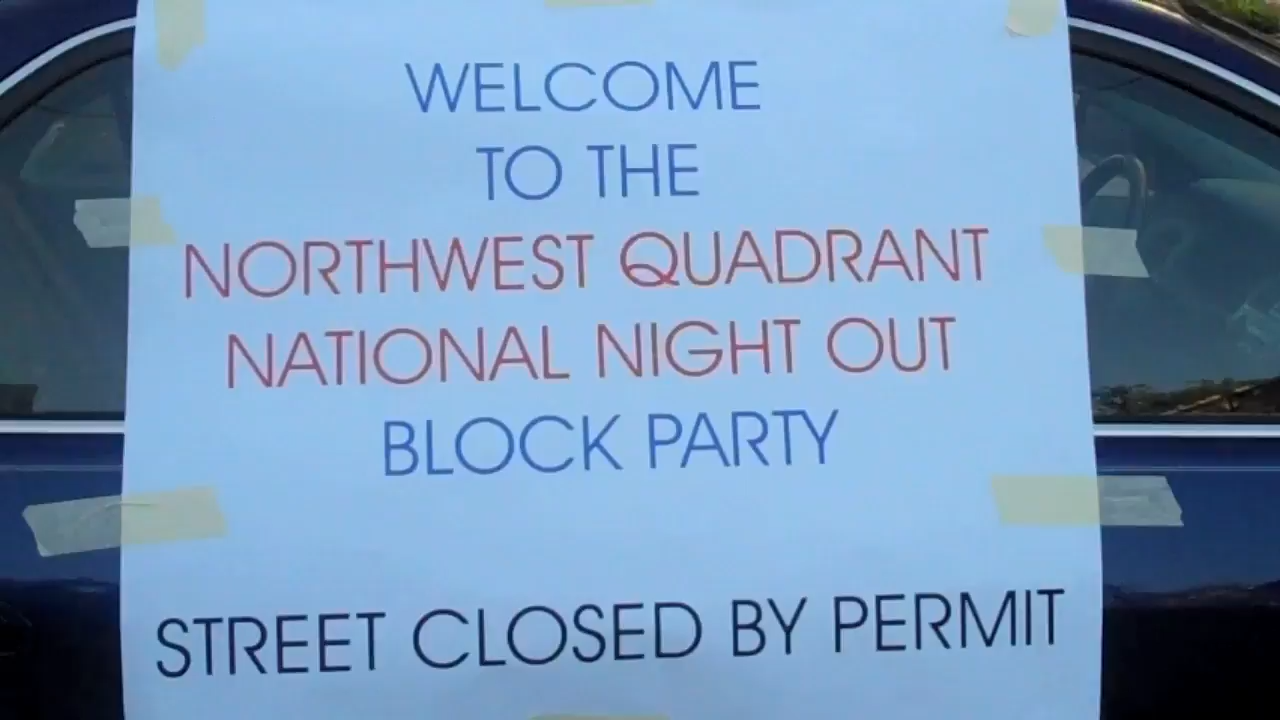 WELCOME
TO THE
NORTHWEST QUADRANT
NATIONAL NIGHT OUT
BLOCK PARTY
STREET CLOSED BY PERMIT